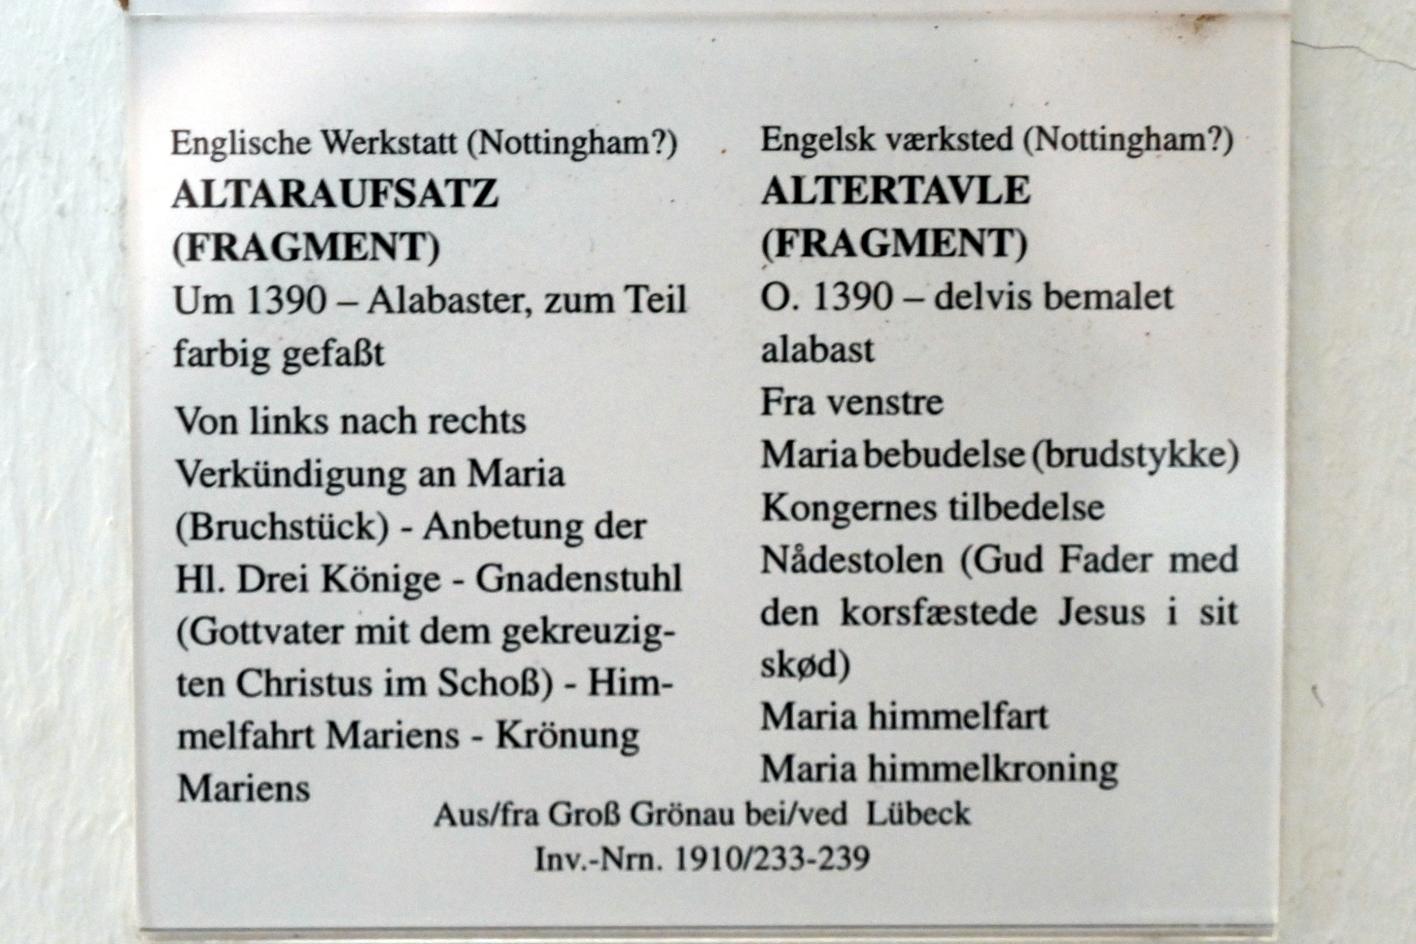 Englische Werkstatt (Nottingham?)
ALTARAUFSATZ
(FRAGMENT)
Um 1390 – Alabaster, zum Teil
farbig gefaßt
Von links nach rechts
Verkündigung an Maria
(Bruchstück) - Anbetung der
Hl. Drei Könige - Gnadenstuhl
(Gottvater mit dem gekreuzig-
ten Christus im Schoß) - Him-
melfahrt Mariens - Krönung
Mariens
Engelsk værksted (Nottingham?)
ALTERTAVLE
(FRAGMENT)
O. 1390 – delvis bemalet
alabast
Fra venstre
Maria bebudelse (brudstykke)
Kongernes tilbedelse
Nådestolen (Gud Fader med
den korsfæstede Jesus i sit
skød)
Maria himmelfart
Maria himmelkroning
Aus/fra Groß Grönau bei/ved Lübeck
Inv.-Nrn. 1910/233-239